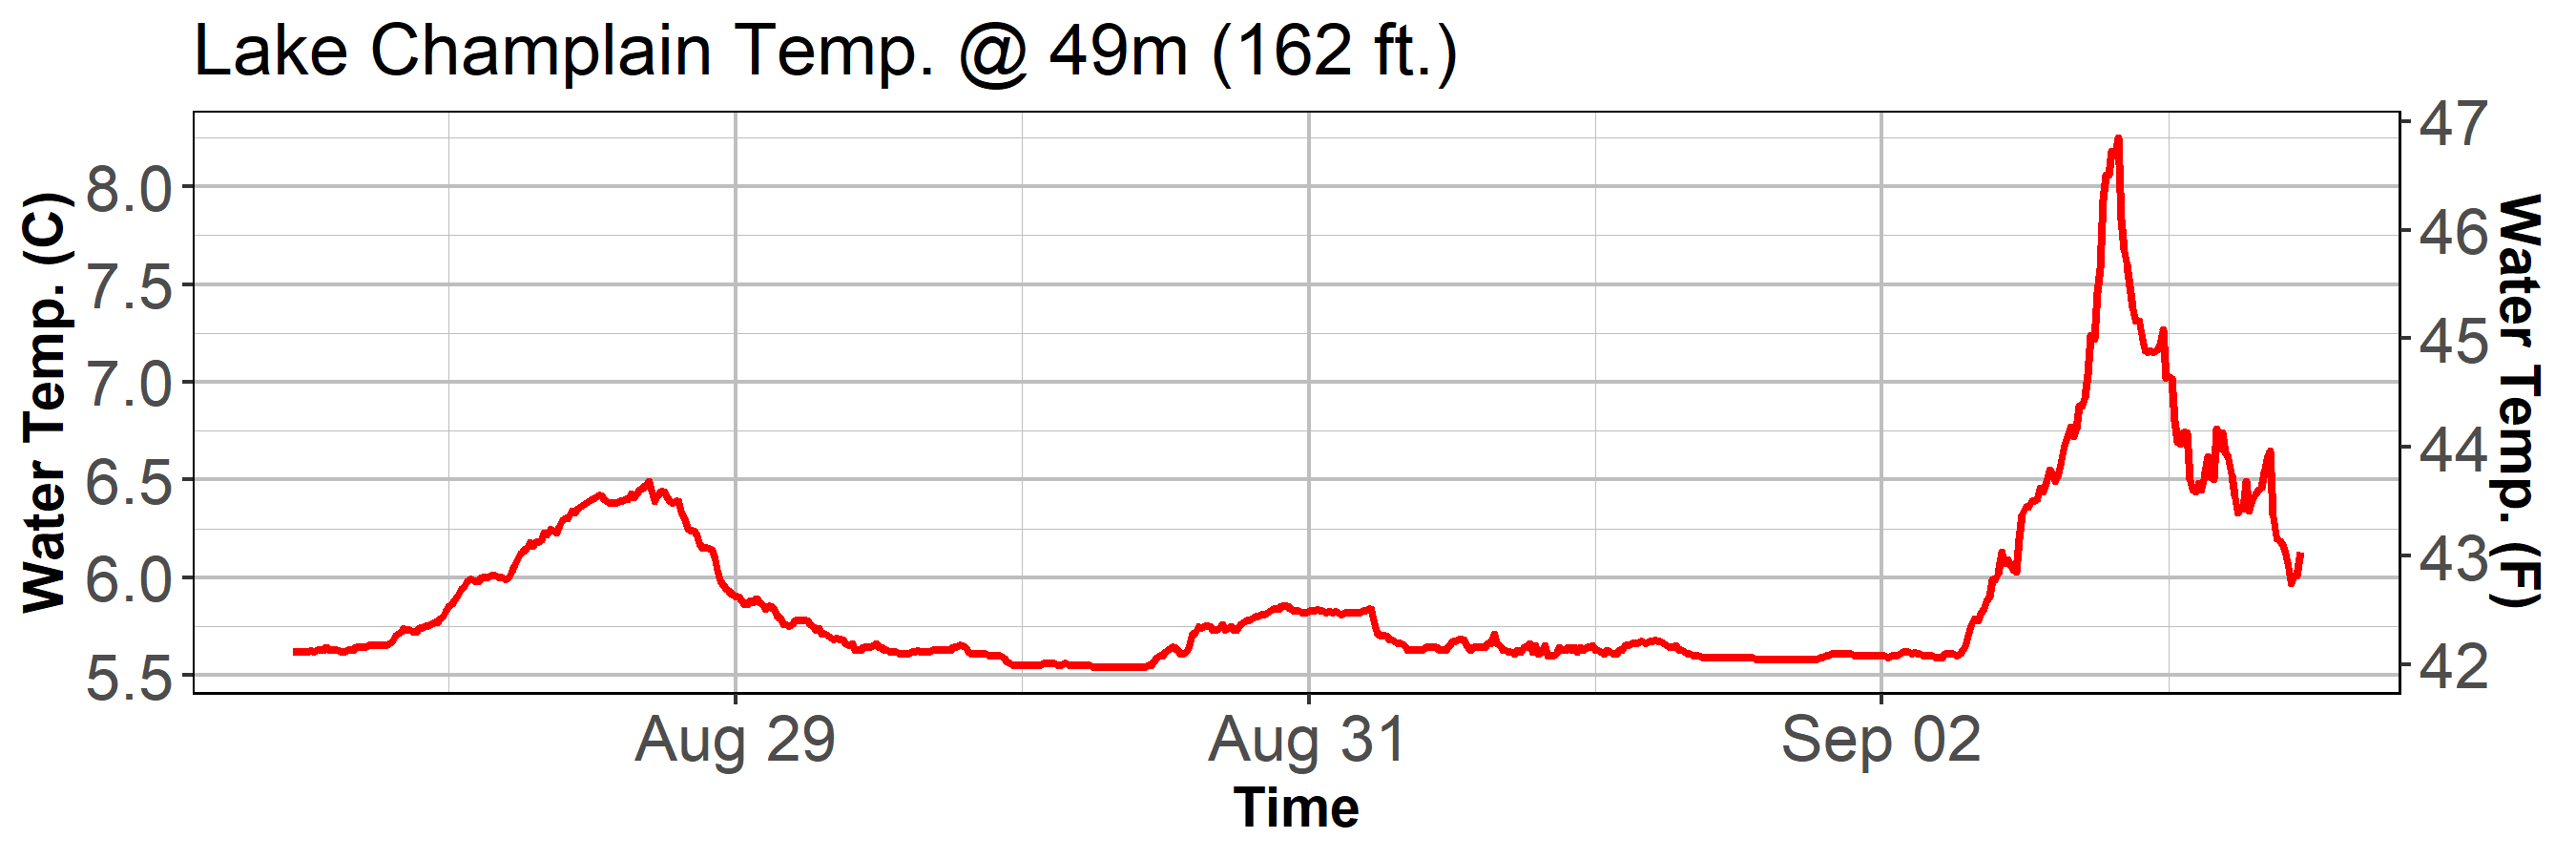 Lake Champlain Temp. @ 49m (162 ft.)
Water Temp. (C)
8.0
7.5
7.0
6.5
6.0
5.5
47
46
45
44
43
42
Water Temp. (F)
Aug 29
Aug 31
Sep 02
Time